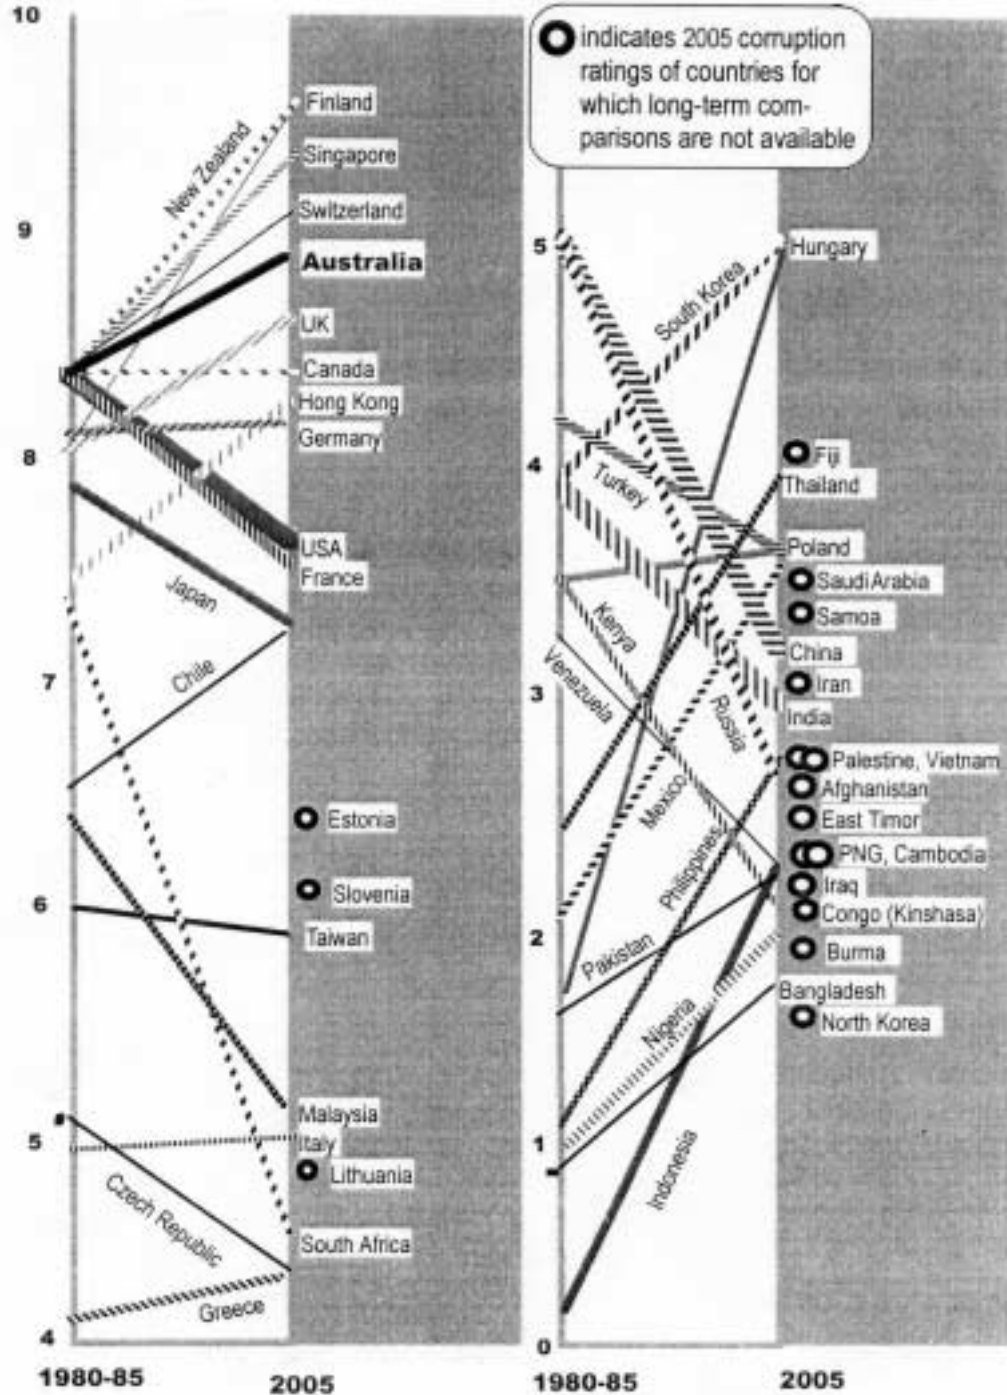 10
9
8
7
6
5
4
1980-85
2005
New Zealand
Finland
Singapore
Switzerland
Australia
UK
Canada
Hong Kong
Germany
USA
France
Japan
Chile
Estonia
Slovenia
Taiwan
Malaysia
Italy
Lithuania
Czech Republic
South Africa
Greece
indicates 2005 corruption
ratings of countries for
which long-term com-
parisons are not available
5
4
3
2
1
0
1980-85
2005
Hungary
South Korea
Fiji
Thailand
Turkey
Poland
Saudi Arabia
Samoa
Kenya
China
Venezuela
Iran
India
Russia
Palestine, Vietnam
Mexico
Afghanistan
East Timor
Philippines
PNG, Cambodia
Iraq
Congo (Kinshasa)
Pakistan
Burma
Bangladesh
Nigeria
North Korea
Indonesia